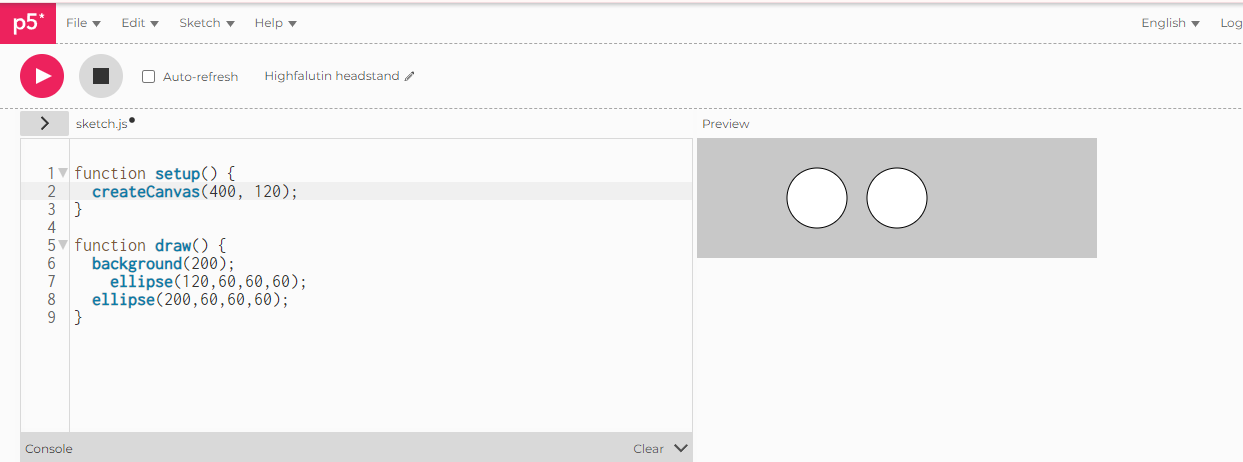 p5* File Edit Sketch Help English Log
Auto-refresh Highfalutin headstand
sketch.js
Preview
1 function setup() {
2   createCanvas(400, 120);
3 }
4
5 function draw() {
6   background(200);
7     ellipse(120,60,60,60);
8   ellipse(200,60,60,60);
9 }
Console Clear